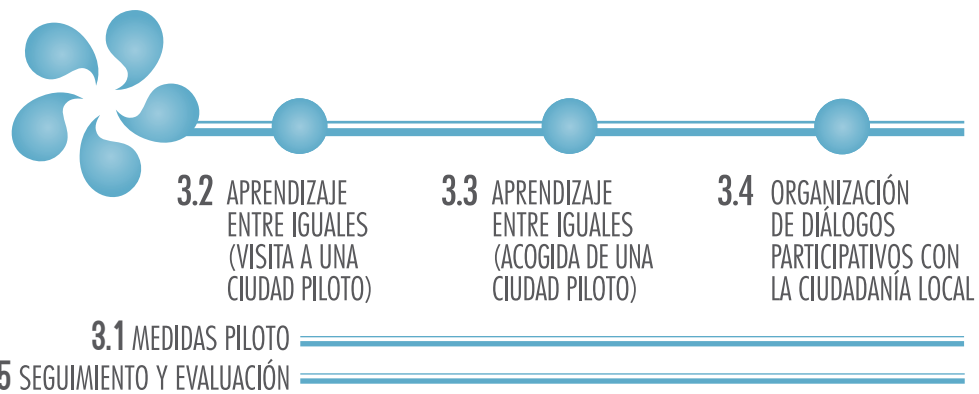 3.2 APRENDIZAJE
ENTRE IGUALES
(VISITA A UNA
CIUDAD PILOTO)
3.3 APRENDIZAJE
ENTRE IGUALES
(ACOGIDA DE UNA
CIUDAD PILOTO)
3.4 ORGANIZACIÓN
DE DIÁLOGOS
PARTICIPATIVOS CON
LA CIUDADANÍA LOCAL
3.1 MEDIDAS PILOTO
5 SEGUIMIENTO Y EVALUACIÓN